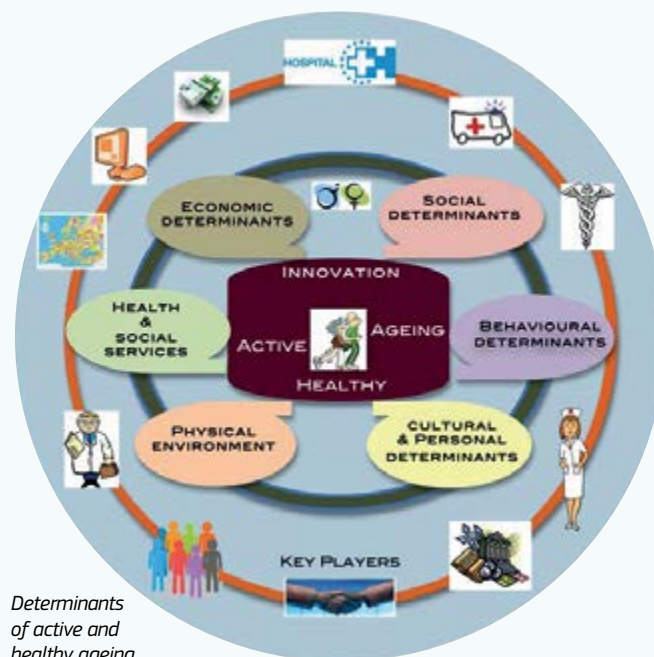 HOSPITAL
ECONOMIC
DETERMINANTS
SOCIAL
DETERMINANTS
INNOVATION
HEALTH
&
SOCIAL
SERVICES
ACTIVE
AGEING
BEHAVIOURAL
DETERMINANTS
HEALTHY
PHYSICAL
ENVIRONMENT
CULTURAL
& PERSONAL
DETERMINANTS
KEY PLAYERS
Determinants
of active and
healthy ageing